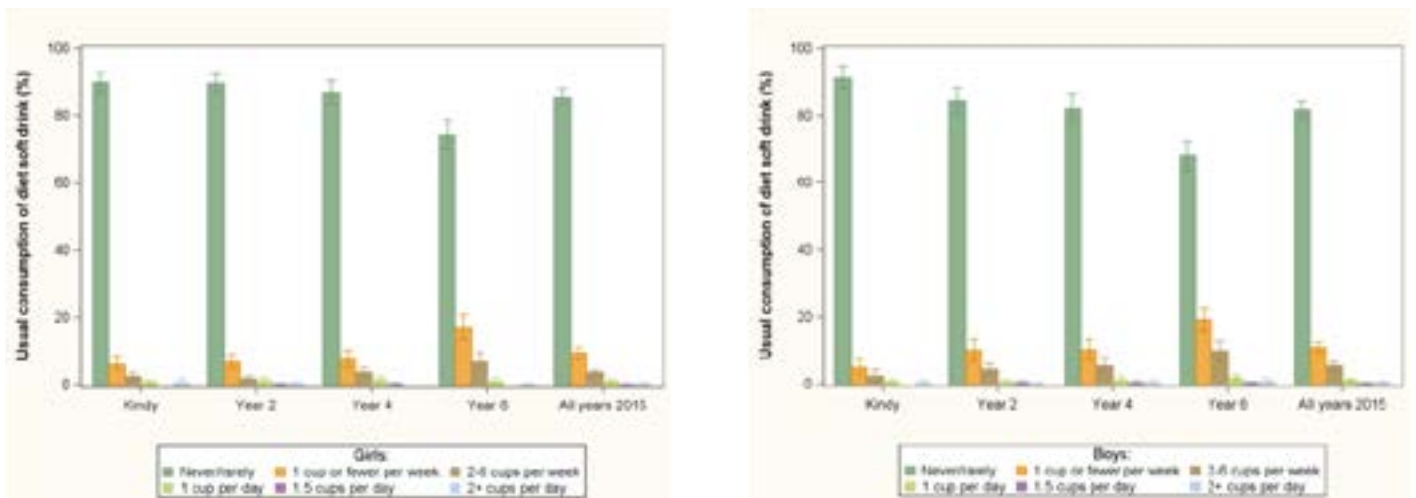 Usual consumption of diet soft drink (%)
100
80
60
40
20
0
Kindy Year 2 Year 4 Year 6 All years 2015
Girls:
Never/rarely 1 cup or fewer per week 2-6 cups per week
1 cup per day 1.5 cups per day 2+ cups per day
Usual consumption of diet soft drink (%)
100
80
60
40
20
0
Kindy Year 2 Year 4 Year 6 All years 2015
Boys:
Never/rarely 1 cup or fewer per week 2-6 cups per week
1 cup per day 1.5 cups per day 2+ cups per day